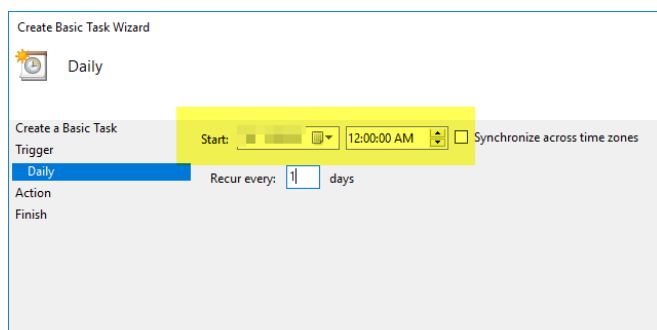 Create Basic Task Wizard
Daily
Create a Basic Task
Trigger
Daily
Action
Finish
Start: 12:00:00 AM Synchronize across time zones
Recur every: 1 days